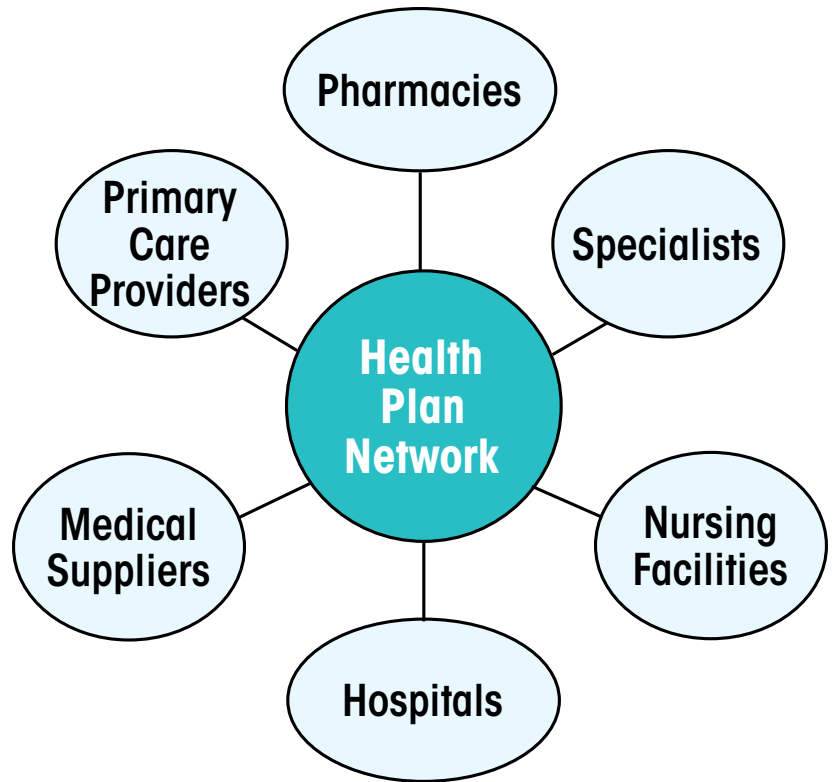 Pharmacies
Primary
Care
Providers
Specialists
Health
Plan
Network
Medical
Suppliers
Nursing
Facilities
Hospitals